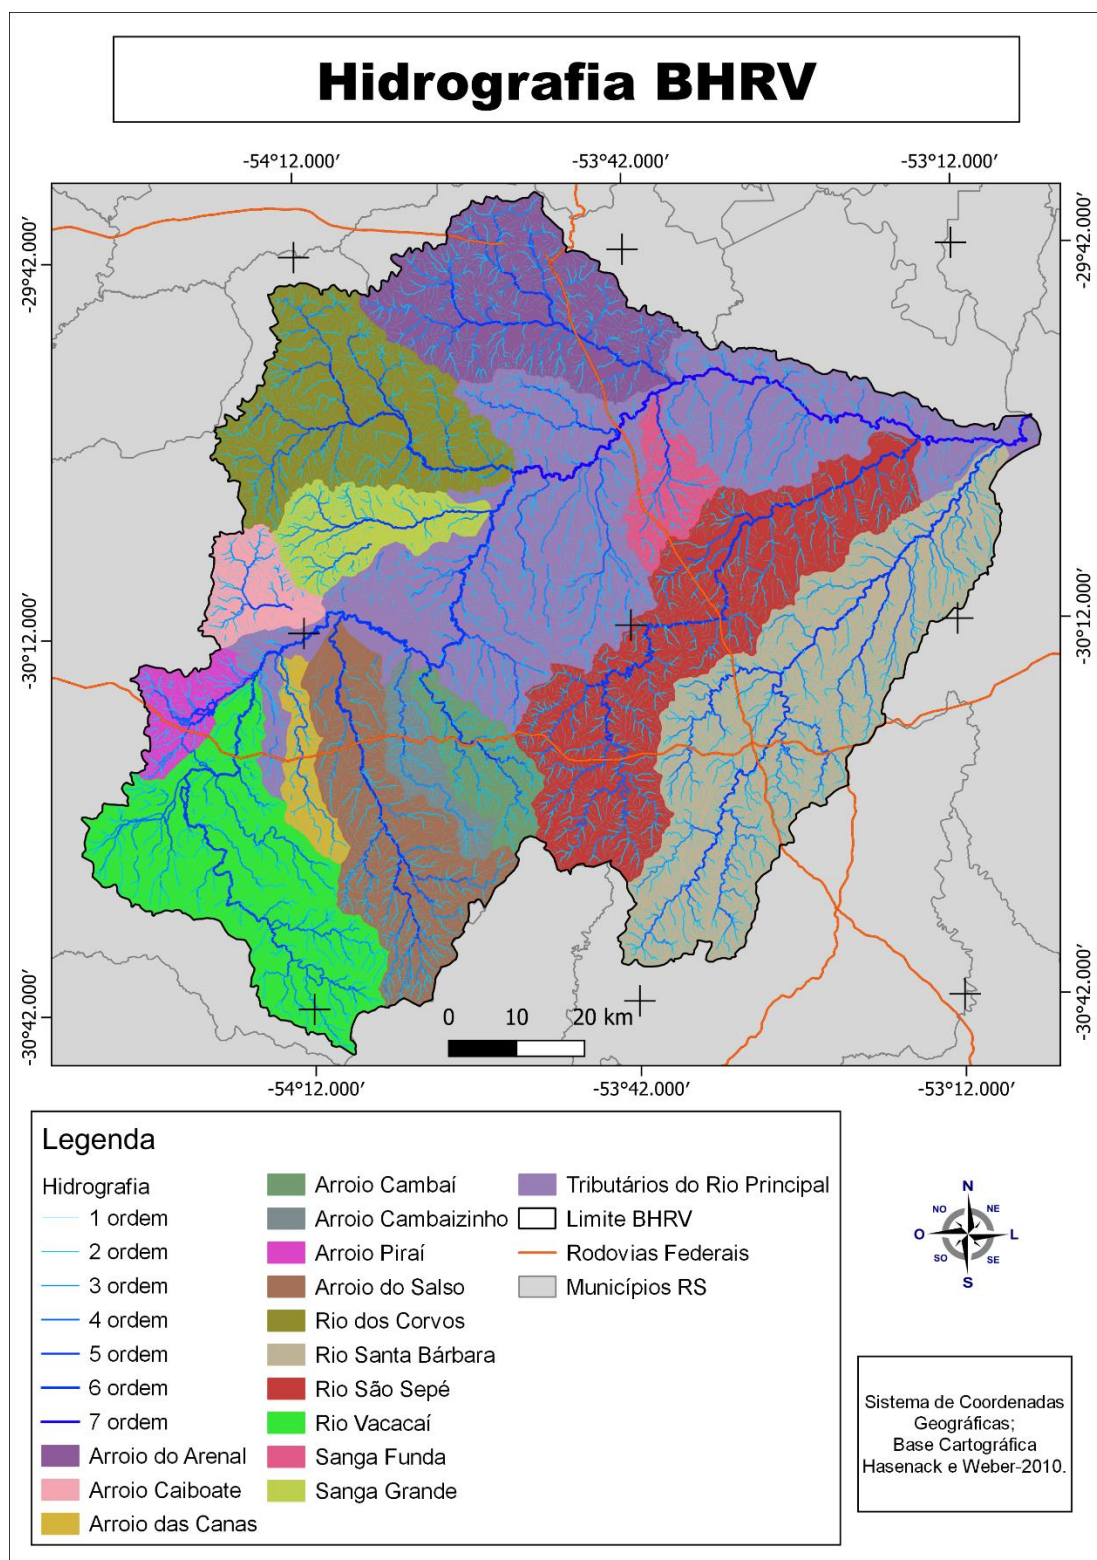 Hidrografia BHRV
-54°12.000′
-53°42.000′
-53°12.000′
-29°42.000′
-29°42.000′
-30°12.000′
-30°12.000′
-30°42.000′
-30°42.000′
0 10 20 km
-54°12.000′
-53°42.000′
-53°12.000′
Legenda
Hidrografia
1 ordem
2 ordem
3 ordem
4 ordem
5 ordem
6 ordem
7 ordem
Arroio do Arenal
Arroio Caiboate
Arroio das Canas
Arroio Cambaí
Arroio Cambaizinho
Arroio Piraí
Arroio do Salso
Rio dos Corvos
Rio Santa Bárbara
Rio São Sepé
Rio Vacacaí
Sanga Funda
Sanga Grande
Tributários do Rio Principal
Limite BHRV
Rodovias Federais
Municípios RS
N
NO
NE
O
L
SO
SE
S
Sistema de Coordenadas
Geográficas;
Base Cartográfica
Hasenack e Weber-2010.